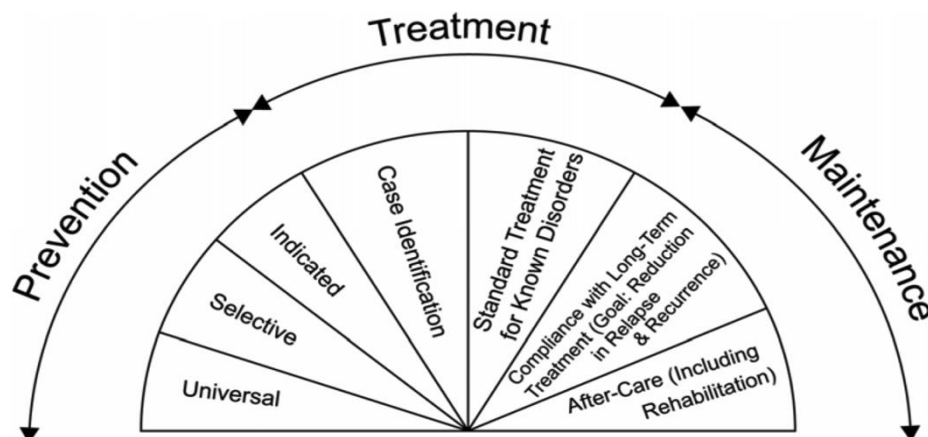 Treatment
Prevention
Maintenance
Universal
Selective
Indicated
Case Identification
Standard Treatment
for Known Disorders
Compliance with Long-Term
Treatment (Goal: Reduction
in Relapse
& Recurrence)
After-Care (Including
Rehabilitation)